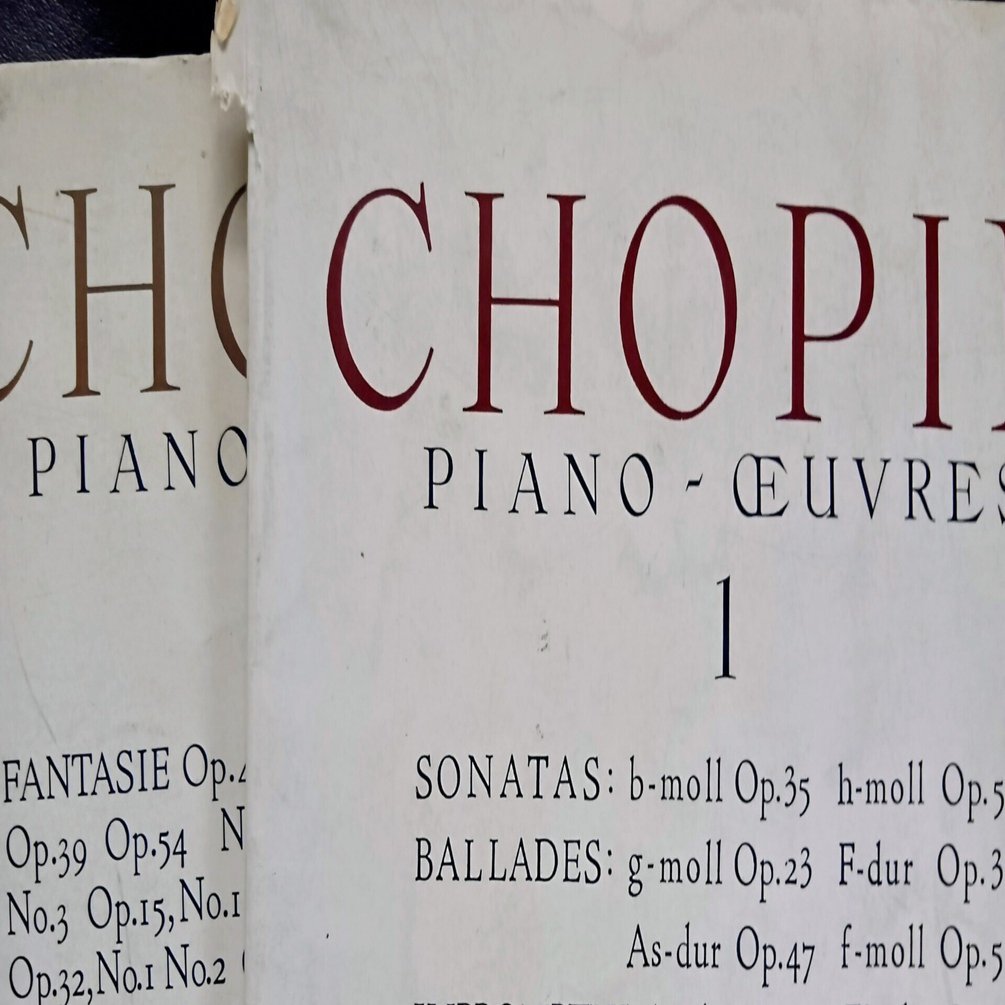 CHO
PIANO
FANTASIE Op.4
Op.39 Op.54 N
No.3 Op.15,No.1
Op.32,No.1 No.2
CHOPI
PIANO - ŒUVRES
1
SONATAS: b-moll Op.35 h-moll Op.5
BALLADES: g-moll Op.23 F-dur Op.3
As-dur Op.47 f-moll Op.5